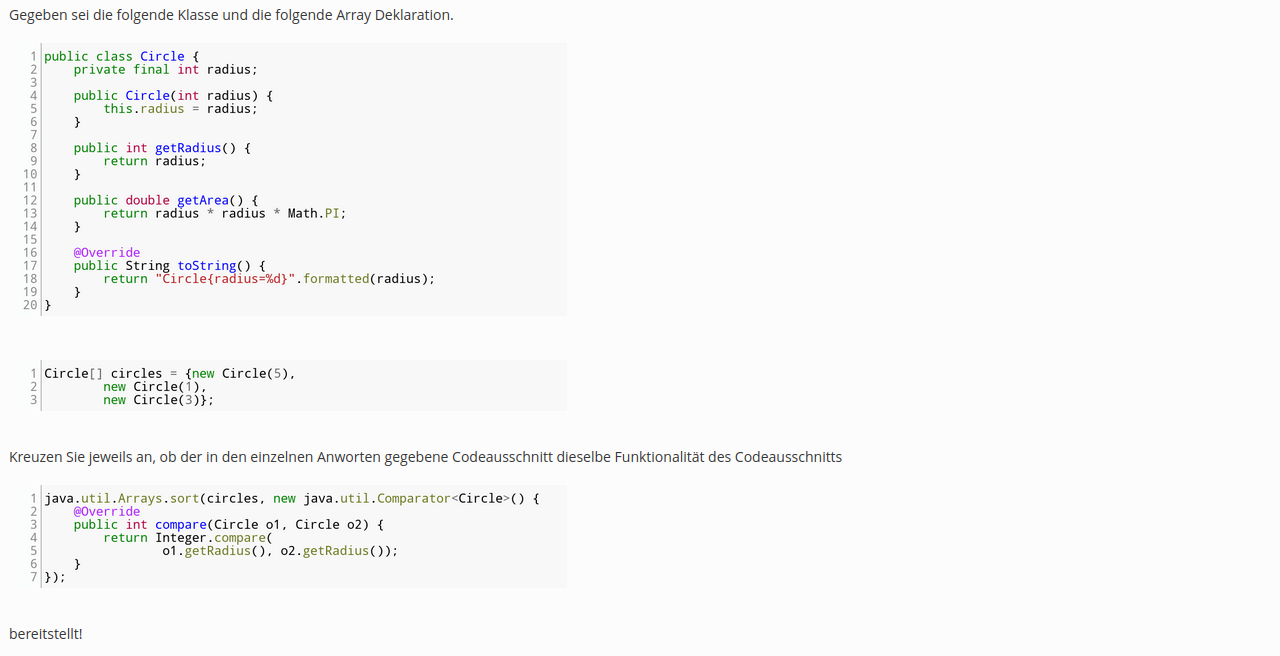 Gegeben sei die folgende Klasse und die folgende Array Deklaration.
1 public class Circle {
2     private final int radius;
3
4     public Circle(int radius) {
5         this.radius = radius;
6     }
7
8     public int getRadius() {
9         return radius;
10     }
11
12     public double getArea() {
13         return radius * radius * Math.PI;
14     }
15
16     @Override
17     public String toString() {
18         return "Circle{radius=%d}".formatted(radius);
19     }
20 }
1 Circle[] circles = {new Circle(5),
2         new Circle(1),
3         new Circle(3)};
Kreuzen Sie jeweils an, ob der in den einzelnen Anworten gegebene Codeausschnitt dieselbe Funktionalität des Codeausschnitts
1 java.util.Arrays.sort(circles, new java.util.Comparator<Circle>() {
2     @Override
3     public int compare(Circle o1, Circle o2) {
4         return Integer.compare(
5                 o1.getRadius(), o2.getRadius());
6     }
7 });
bereitstellt!